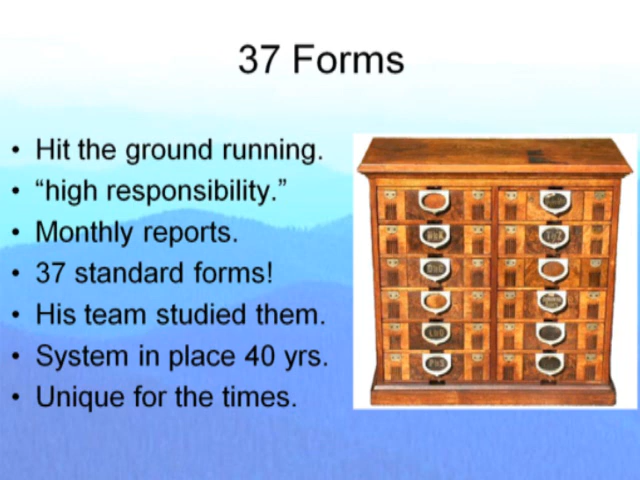 37 Forms
• Hit the ground running.
• “high responsibility.”
• Monthly reports.
• 37 standard forms!
• His team studied them.
• System in place 40 yrs.
• Unique for the times.